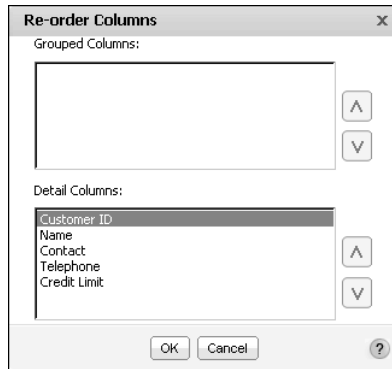 Re-order Columns x
Grouped Columns:
Detail Columns:
Customer ID
Name
Contact
Telephone
Credit Limit
OK Cancel ?